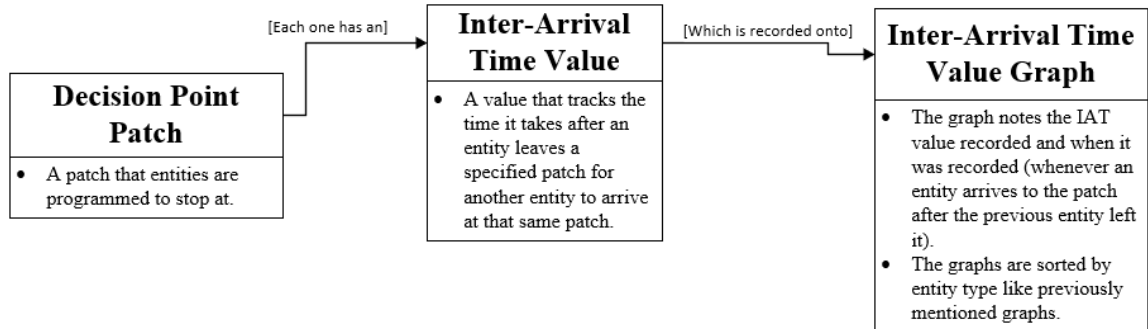 [Each one has an]
[Which is recorded onto]
Decision Point
Patch
• A patch that entities are
programmed to stop at.
Inter-Arrival
Time Value
• A value that tracks the
time it takes after an
entity leaves a
specified patch for
another entity to arrive
at that same patch.
Inter-Arrival Time
Value Graph
• The graph notes the IAT
value recorded and when it
was recorded (whenever an
entity arrives to the patch
after the previous entity left
it).
• The graphs are sorted by
entity type like previously
mentioned graphs.